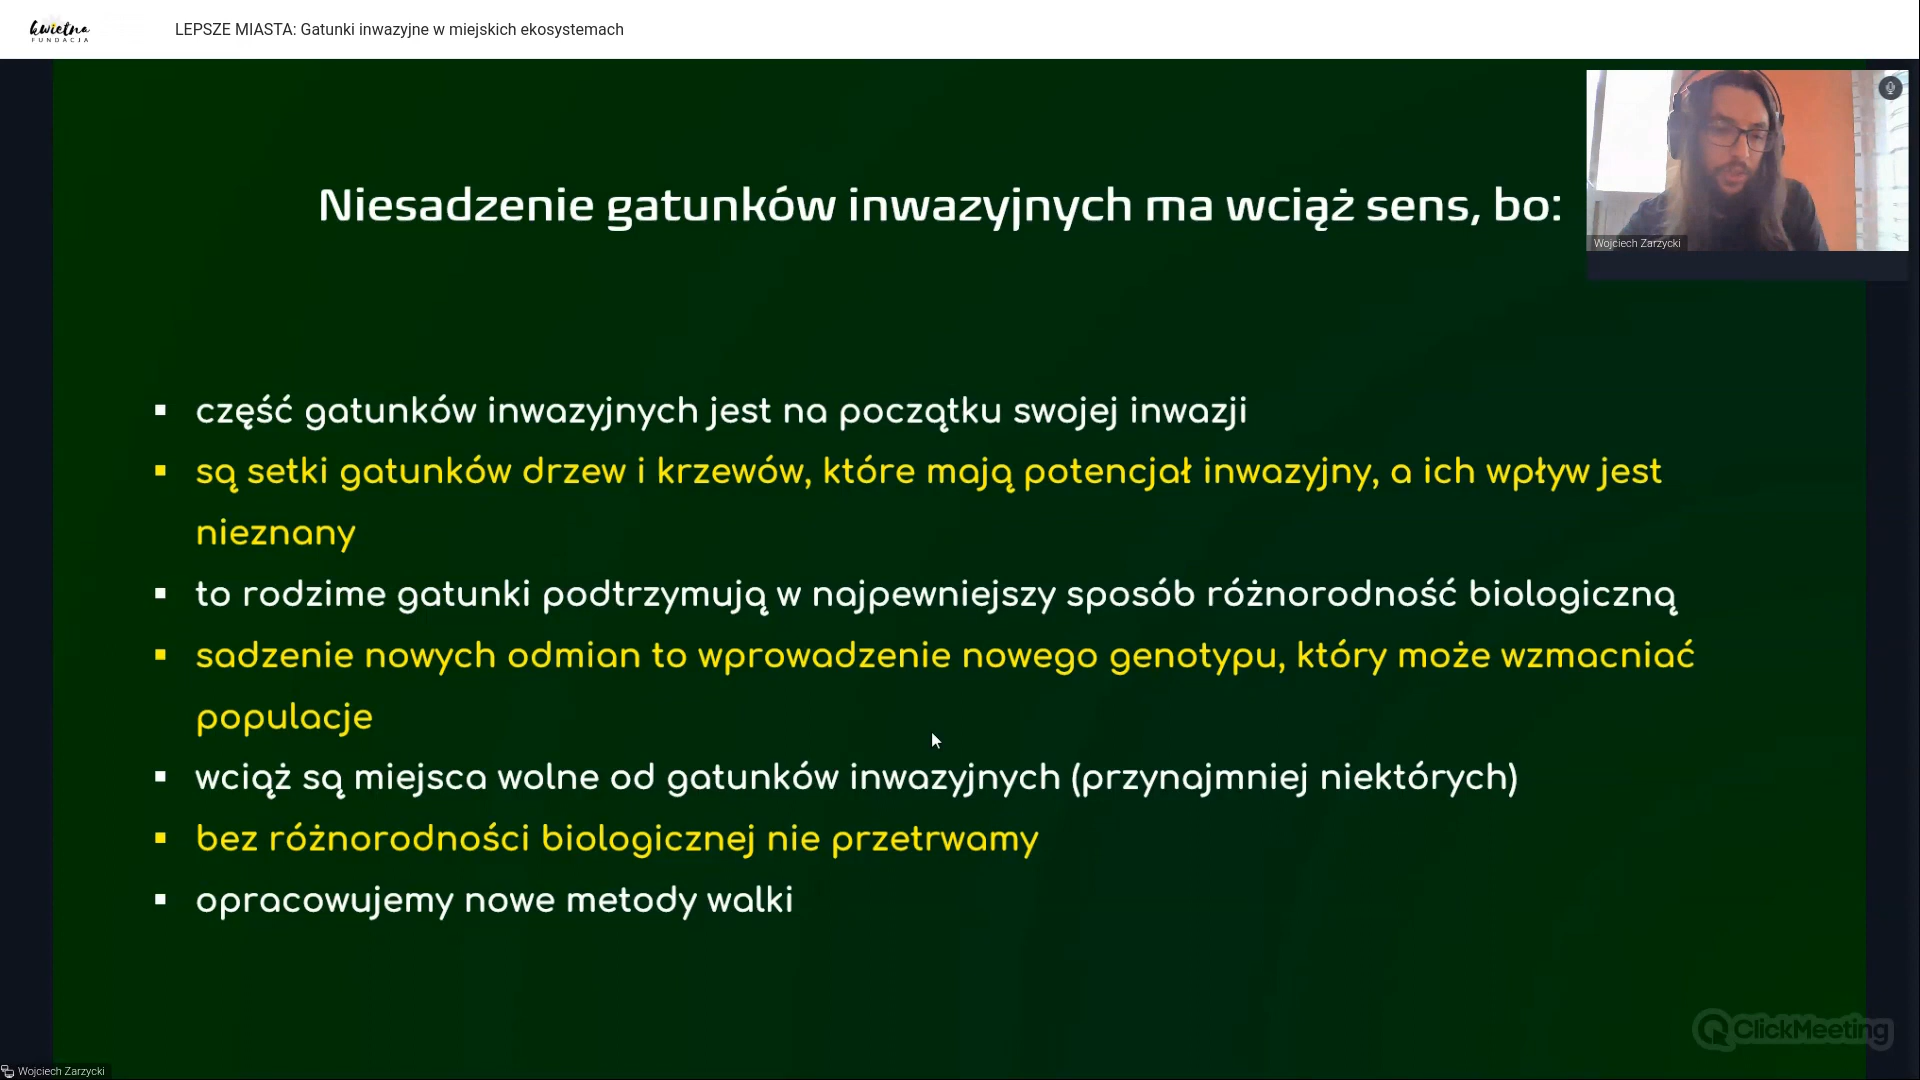 kwietna
FUNDACJA
LEPSZE MIASTA: Gatunki inwazyjne w miejskich ekosystemach
Wojciech Zarzycki
Niesadzenie gatunków inwazyjnych ma wciąż sens, bo:
▪ część gatunków inwazyjnych jest na początku swojej inwazji
▪ są setki gatunków drzew i krzewów, które mają potencjał inwazyjny, a ich wpływ jest
nieznany
▪ to rodzime gatunki podtrzymują w najpewniejszy sposób różnorodność biologiczną
▪ sadzenie nowych odmian to wprowadzenie nowego genotypu, który może wzmacniać
populacje
▪ wciąż są miejsca wolne od gatunków inwazyjnych (przynajmniej niektórych)
▪ bez różnorodności biologicznej nie przetrwamy
▪ opracowujemy nowe metody walki
ClickMeeting
Wojciech Zarzycki